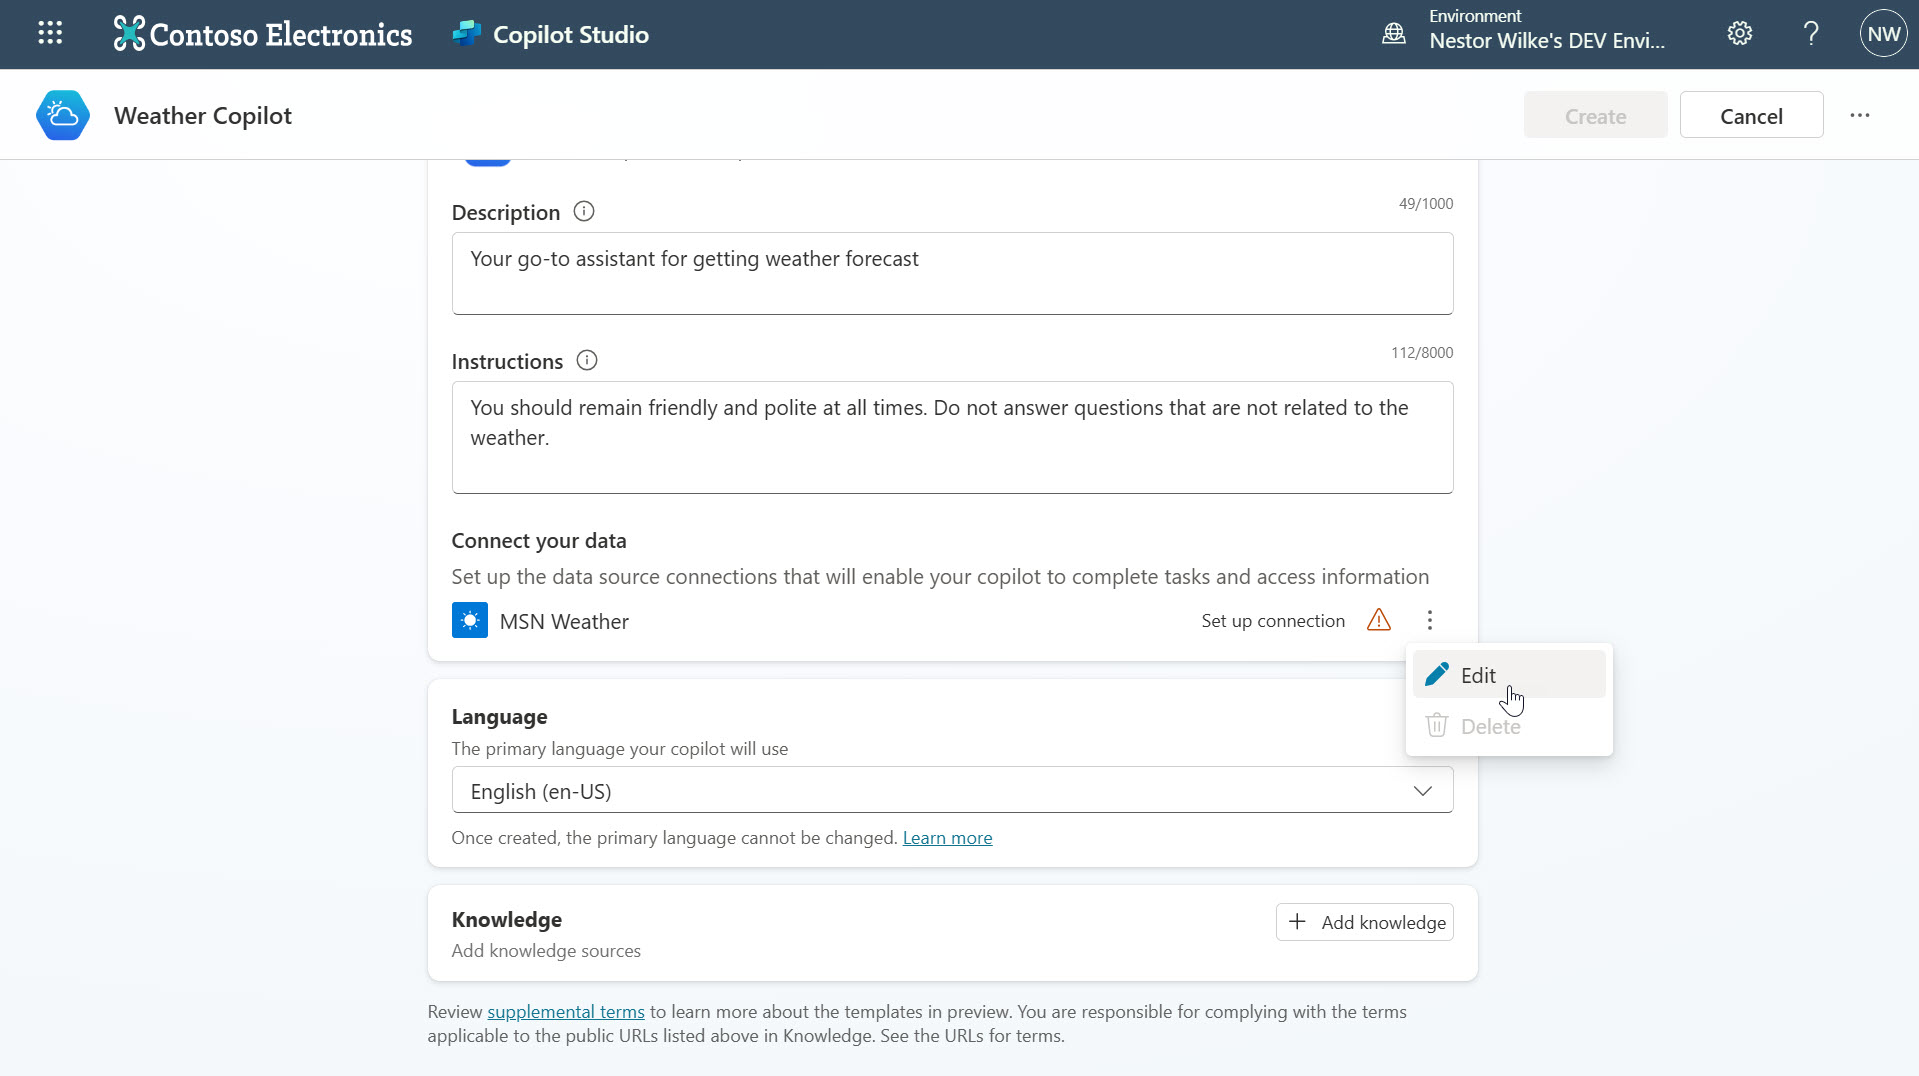 Contoso Electronics
Copilot Studio
Environment
Nestor Wilke's DEV Envi...
NW
Weather Copilot
Create
Cancel
Description
49/1000
Your go-to assistant for getting weather forecast
Instructions
112/8000
You should remain friendly and polite at all times. Do not answer questions that are not related to the
weather.
Connect your data
Set up the data source connections that will enable your copilot to complete tasks and access information
MSN Weather
Set up connection
Edit
Delete
Language
The primary language your copilot will use
English (en-US)
Once created, the primary language cannot be changed. Learn more
Knowledge
Add knowledge
Add knowledge sources
Review supplemental terms to learn more about the templates in preview. You are responsible for complying with the terms
applicable to the public URLs listed above in Knowledge. See the URLs for terms.